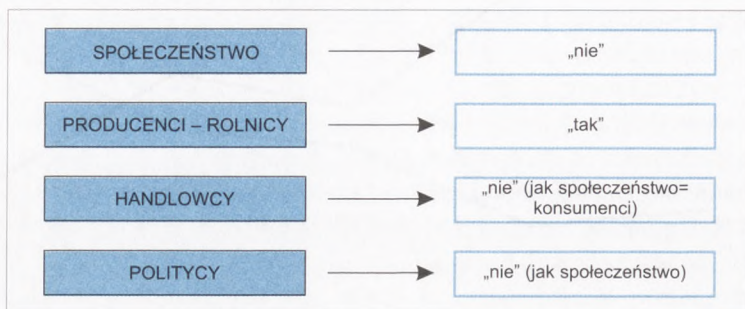 SPOŁECZEŃSTWO
„nie”
PRODUCENCI – ROLNICY
„tak”
HANDLOWCY
„nie” (jak społeczeństwo=
konsumenci)
POLITYCY
„nie” (jak społeczeństwo)